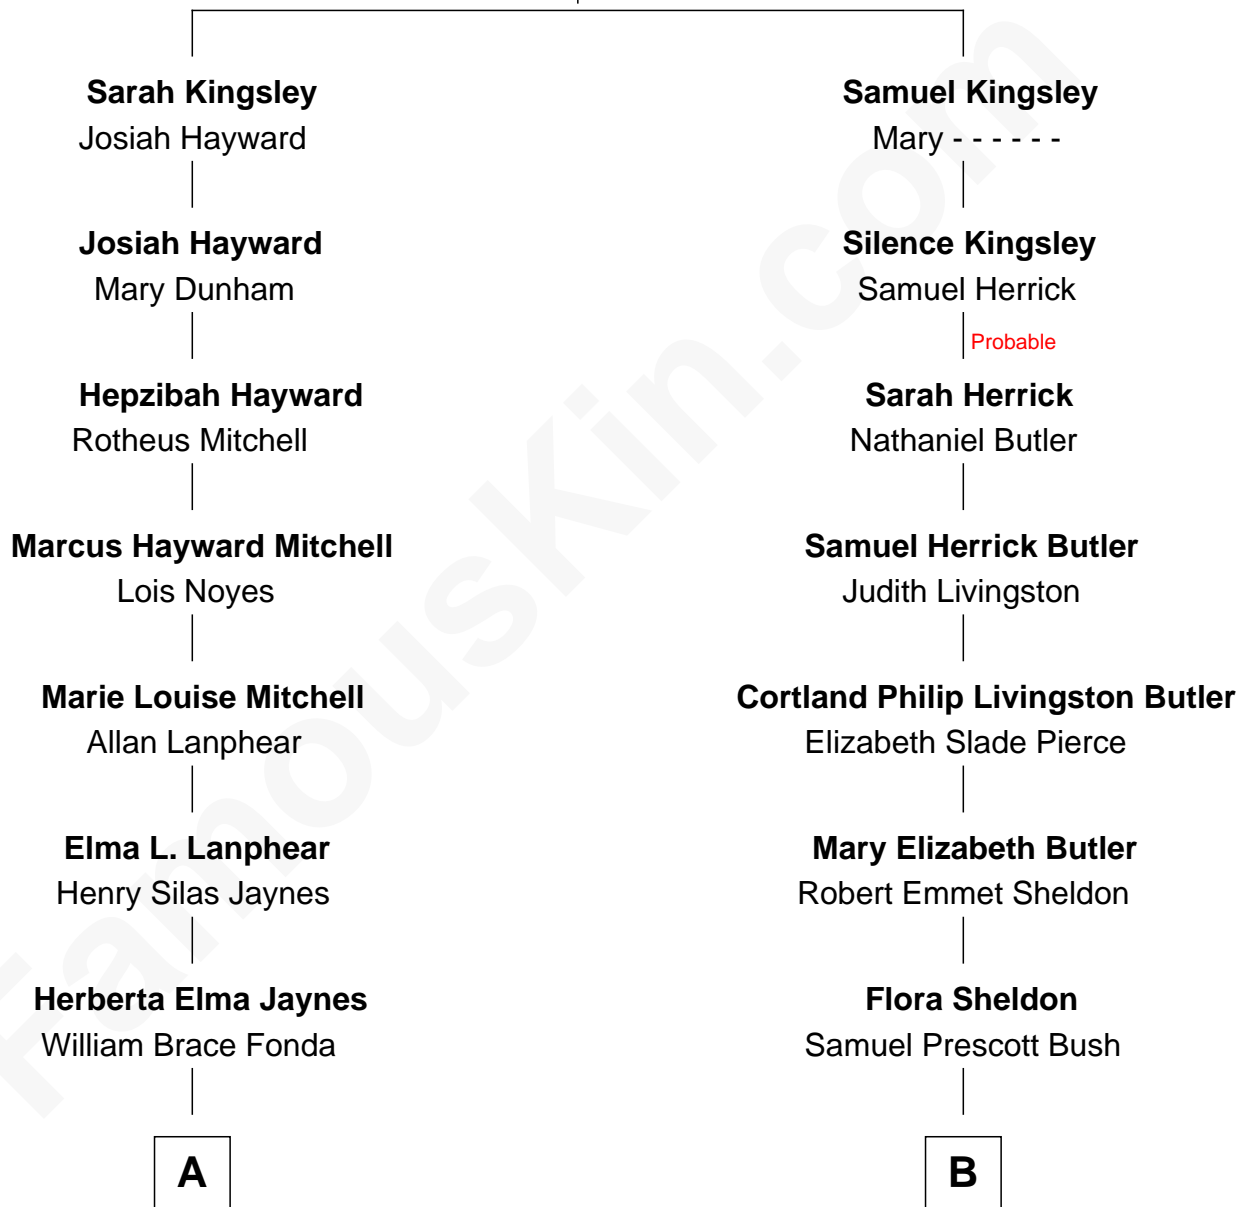 Sarah Kingsley
Josiah Hayward
Josiah Hayward
Mary Dunham
Hepzibah Hayward
Rotheus Mitchell
Marcus Hayward Mitchell
Lois Noyes
Marie Louise Mitchell
Allan Lanphear
Elma L. Lanphear
Henry Silas Jaynes
Herberta Elma Jaynes
William Brace Fonda
A
Samuel Kingsley
Mary - - - - - -
Silence Kingsley
Samuel Herrick
Probable
Sarah Herrick
Nathaniel Butler
Samuel Herrick Butler
Judith Livingston
Cortland Philip Livingston Butler
Elizabeth Slade Pierce
Mary Elizabeth Butler
Robert Emmet Sheldon
Flora Sheldon
Samuel Prescott Bush
B
FamousKin.com